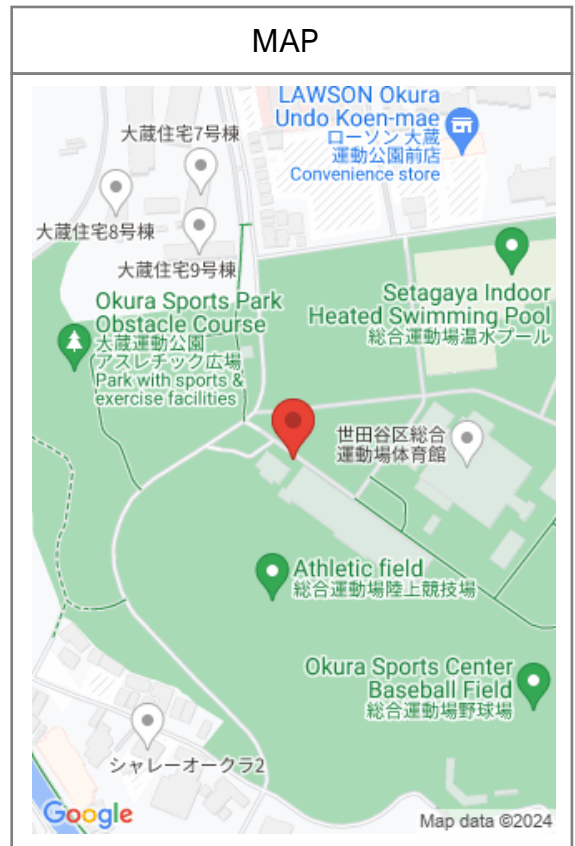 MAP
LAWSON Okura
Undo Koen-mae
ローソン 大蔵
運動公園前店
Convenience store
大蔵住宅7号棟
大蔵住宅8号棟
大蔵住宅9号棟
Setagaya Indoor
Heated Swimming Pool
総合運動場温水プール
Okura Sports Park
Obstacle Course
大蔵運動公園
アスレチック広場
Park with sports &
exercise facilities
世田谷区総合
運動場体育館
Athletic field
総合運動場陸上競技場
Okura Sports Center
Baseball Field
総合運動場野球場
シャレーオークラ2
Google
Map data ©2024